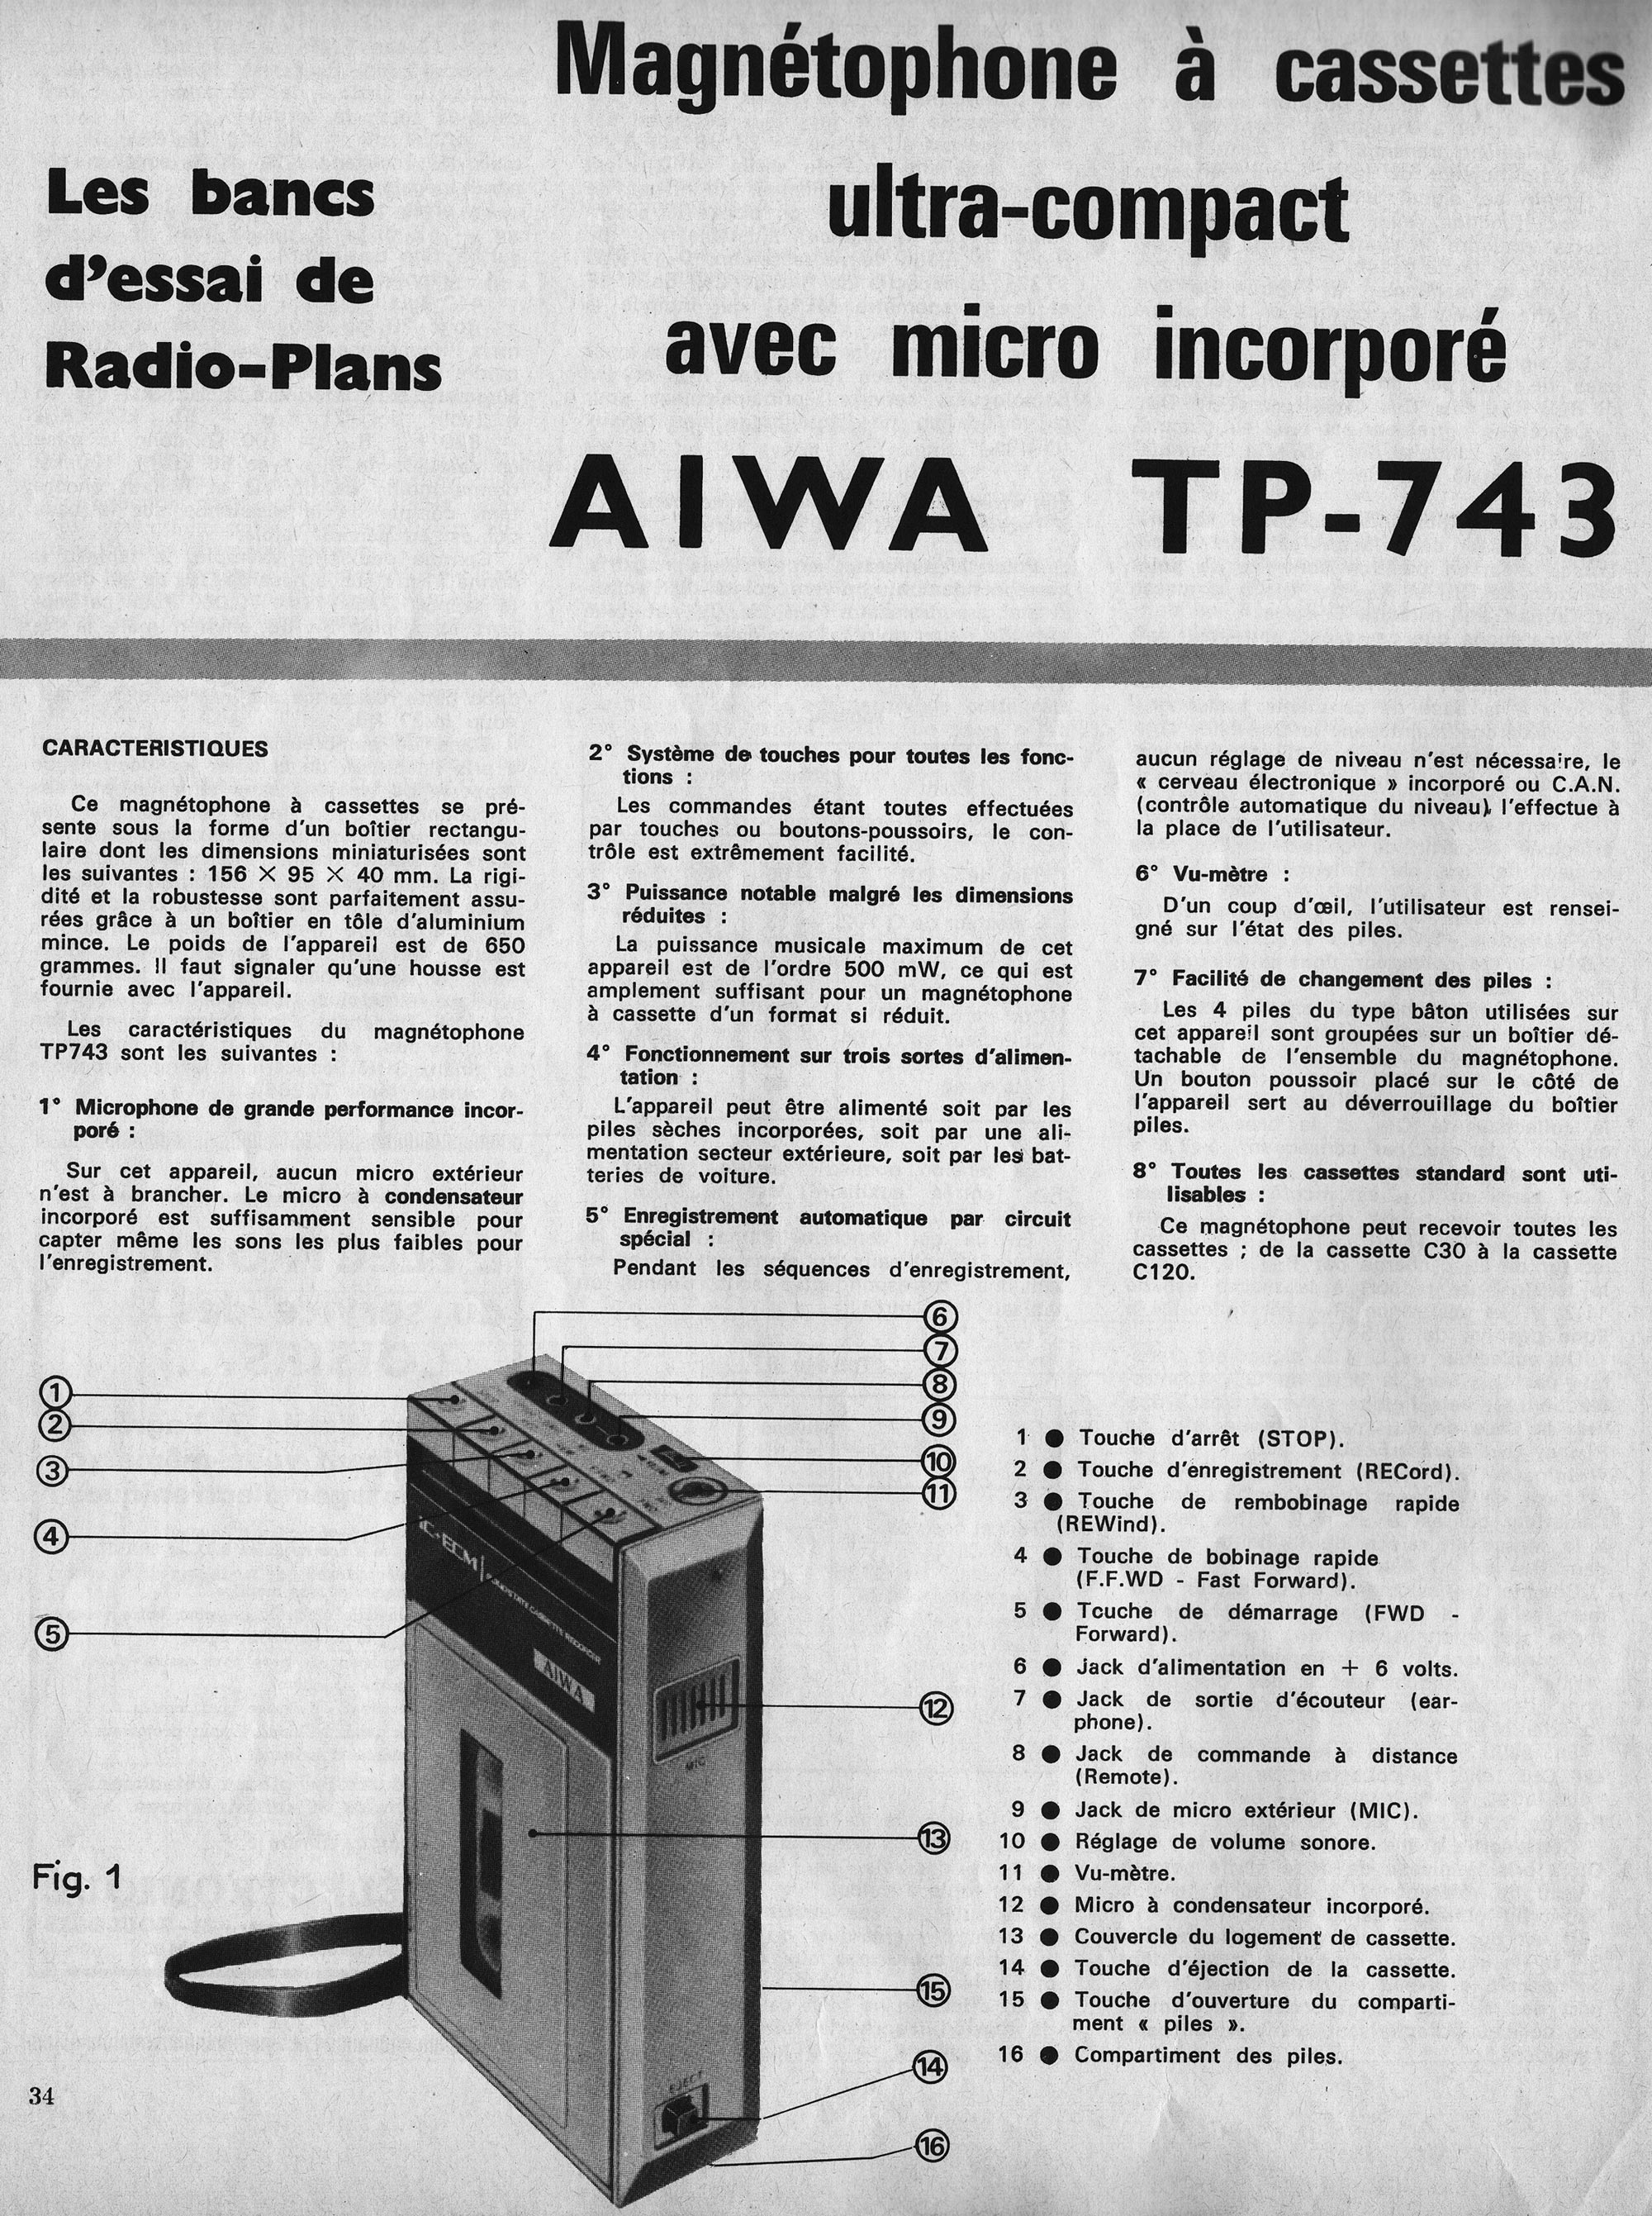 Magnétophone à cassettes
ultra-compact
avec micro incorporé
AIWA TP-743
Les bancs
d'essai de
Radio-Plans
CARACTERISTIQUES
Ce magnétophone à cassettes se pré-
sente sous la forme d'un boîtier rectangu-
laire dont les dimensions miniaturisées sont
les suivantes : 156 × 95 × 40 mm. La rigi-
dité et la robustesse sont parfaitement assu-
rées grâce à un boîtier en tôle d'aluminium
mince. Le poids de l'appareil est de 650
grammes. Il faut signaler qu'une housse est
fournie avec l'appareil.
Les caractéristiques du magnétophone
TP743 sont les suivantes :
1° Microphone de grande performance incor-
poré :
Sur cet appareil, aucun micro extérieur
n'est à brancher. Le micro à condensateur
incorporé est suffisamment sensible pour
capter même les sons les plus faibles pour
l'enregistrement.
2° Système de touches pour toutes les fonc-
tions :
Les commandes étant toutes effectuées
par touches ou boutons-poussoirs, le con-
trôle est extrêmement facilité.
3° Puissance notable malgré les dimensions
réduites :
La puissance musicale maximum de cet
appareil est de l'ordre 500 mW, ce qui est
amplement suffisant pour un magnétophone
à cassette d'un format si réduit.
4° Fonctionnement sur trois sortes d'alimen-
tation :
L'appareil peut être alimenté soit par les
piles sèches incorporées, soit par une ali-
mentation secteur extérieure, soit par les bat-
teries de voiture.
5° Enregistrement automatique par circuit
spécial :
Pendant les séquences d'enregistrement,
aucun réglage de niveau n'est nécessaire, le
« cerveau électronique » incorporé ou C.A.N.
(contrôle automatique du niveau), l'effectue à
la place de l'utilisateur.
6° Vu-mètre :
D'un coup d'œil, l'utilisateur est rensei-
gné sur l'état des piles.
7° Facilité de changement des piles :
Les 4 piles du type bâton utilisées sur
cet appareil sont groupées sur un boîtier dé-
tachable de l'ensemble du magnétophone.
Un bouton poussoir placé sur le côté de
l'appareil sert au déverrouillage du boîtier
piles.
8° Toutes les cassettes standard sont uti-
lisables :
Ce magnétophone peut recevoir toutes les
cassettes ; de la cassette C30 à la cassette
C120.
1
2
3
4
5
6
7
8
9
10
11
12
13
15
14
16
IC-ECM
SOLID STATE CASSETTE RECORDER
AIWA
MIC
EJECT
Fig. 1
1 ● Touche d'arrêt (STOP).
2 ● Touche d'enregistrement (RECord).
3 ● Touche de rembobinage rapide
(REWind).
4 ● Touche de bobinage rapide
(F.F.WD - Fast Forward).
5 ● Touche de démarrage (FWD -
Forward).
6 ● Jack d'alimentation en + 6 volts.
7 ● Jack de sortie d'écouteur (ear-
phone).
8 ● Jack de commande à distance
(Remote).
9 ● Jack de micro extérieur (MIC).
10 ● Réglage de volume sonore.
11 ● Vu-mètre.
12 ● Micro à condensateur incorporé.
13 ● Couvercle du logement de cassette.
14 ● Touche d'éjection de la cassette.
15 ● Touche d'ouverture du comparti-
ment « piles ».
16 ● Compartiment des piles.
34